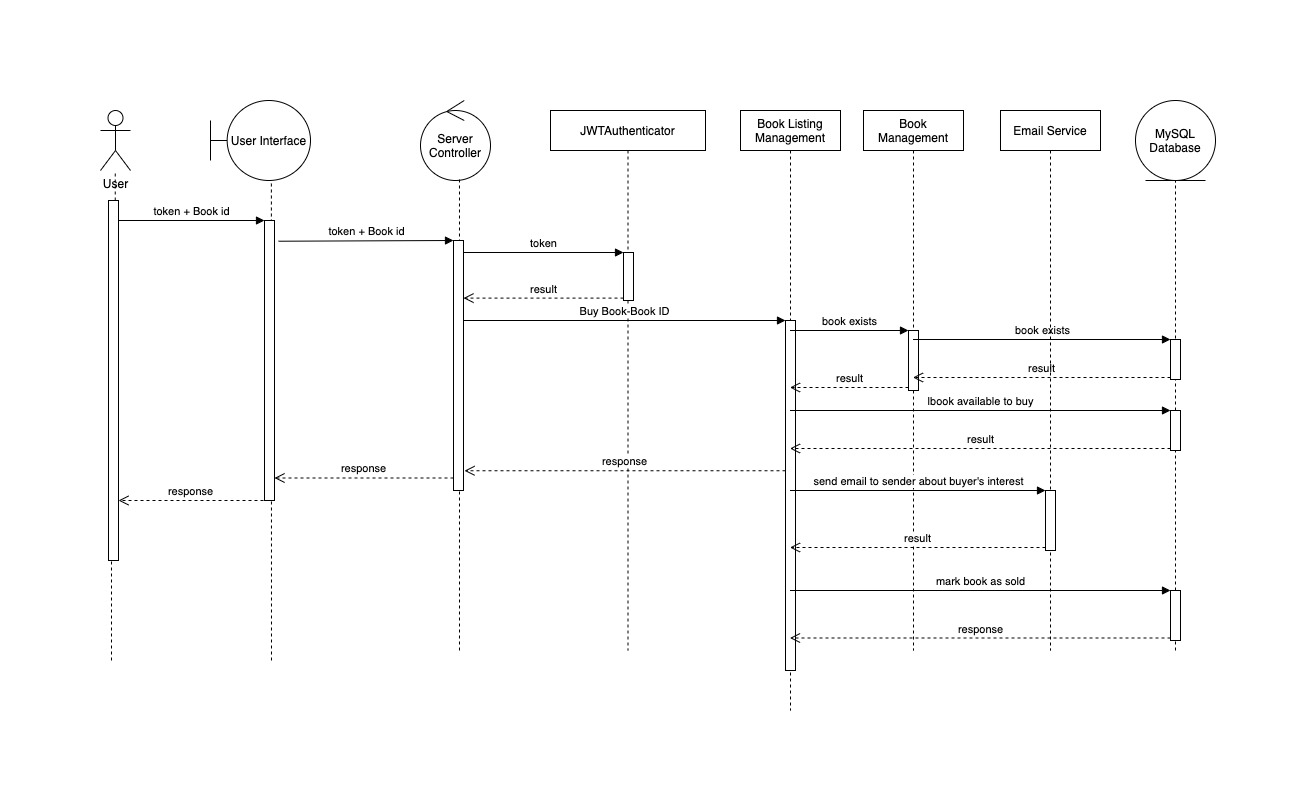 User
User Interface
Server
Controller
JWTAuthenticator
Book Listing
Management
Book
Management
Email Service
MySQL
Database
token + Book id
token + Book id
token
result
Buy Book-Book ID
book exists
book exists
result
result
Ibook available to buy
result
response
response
response
send email to sender about buyer's interest
result
mark book as sold
response